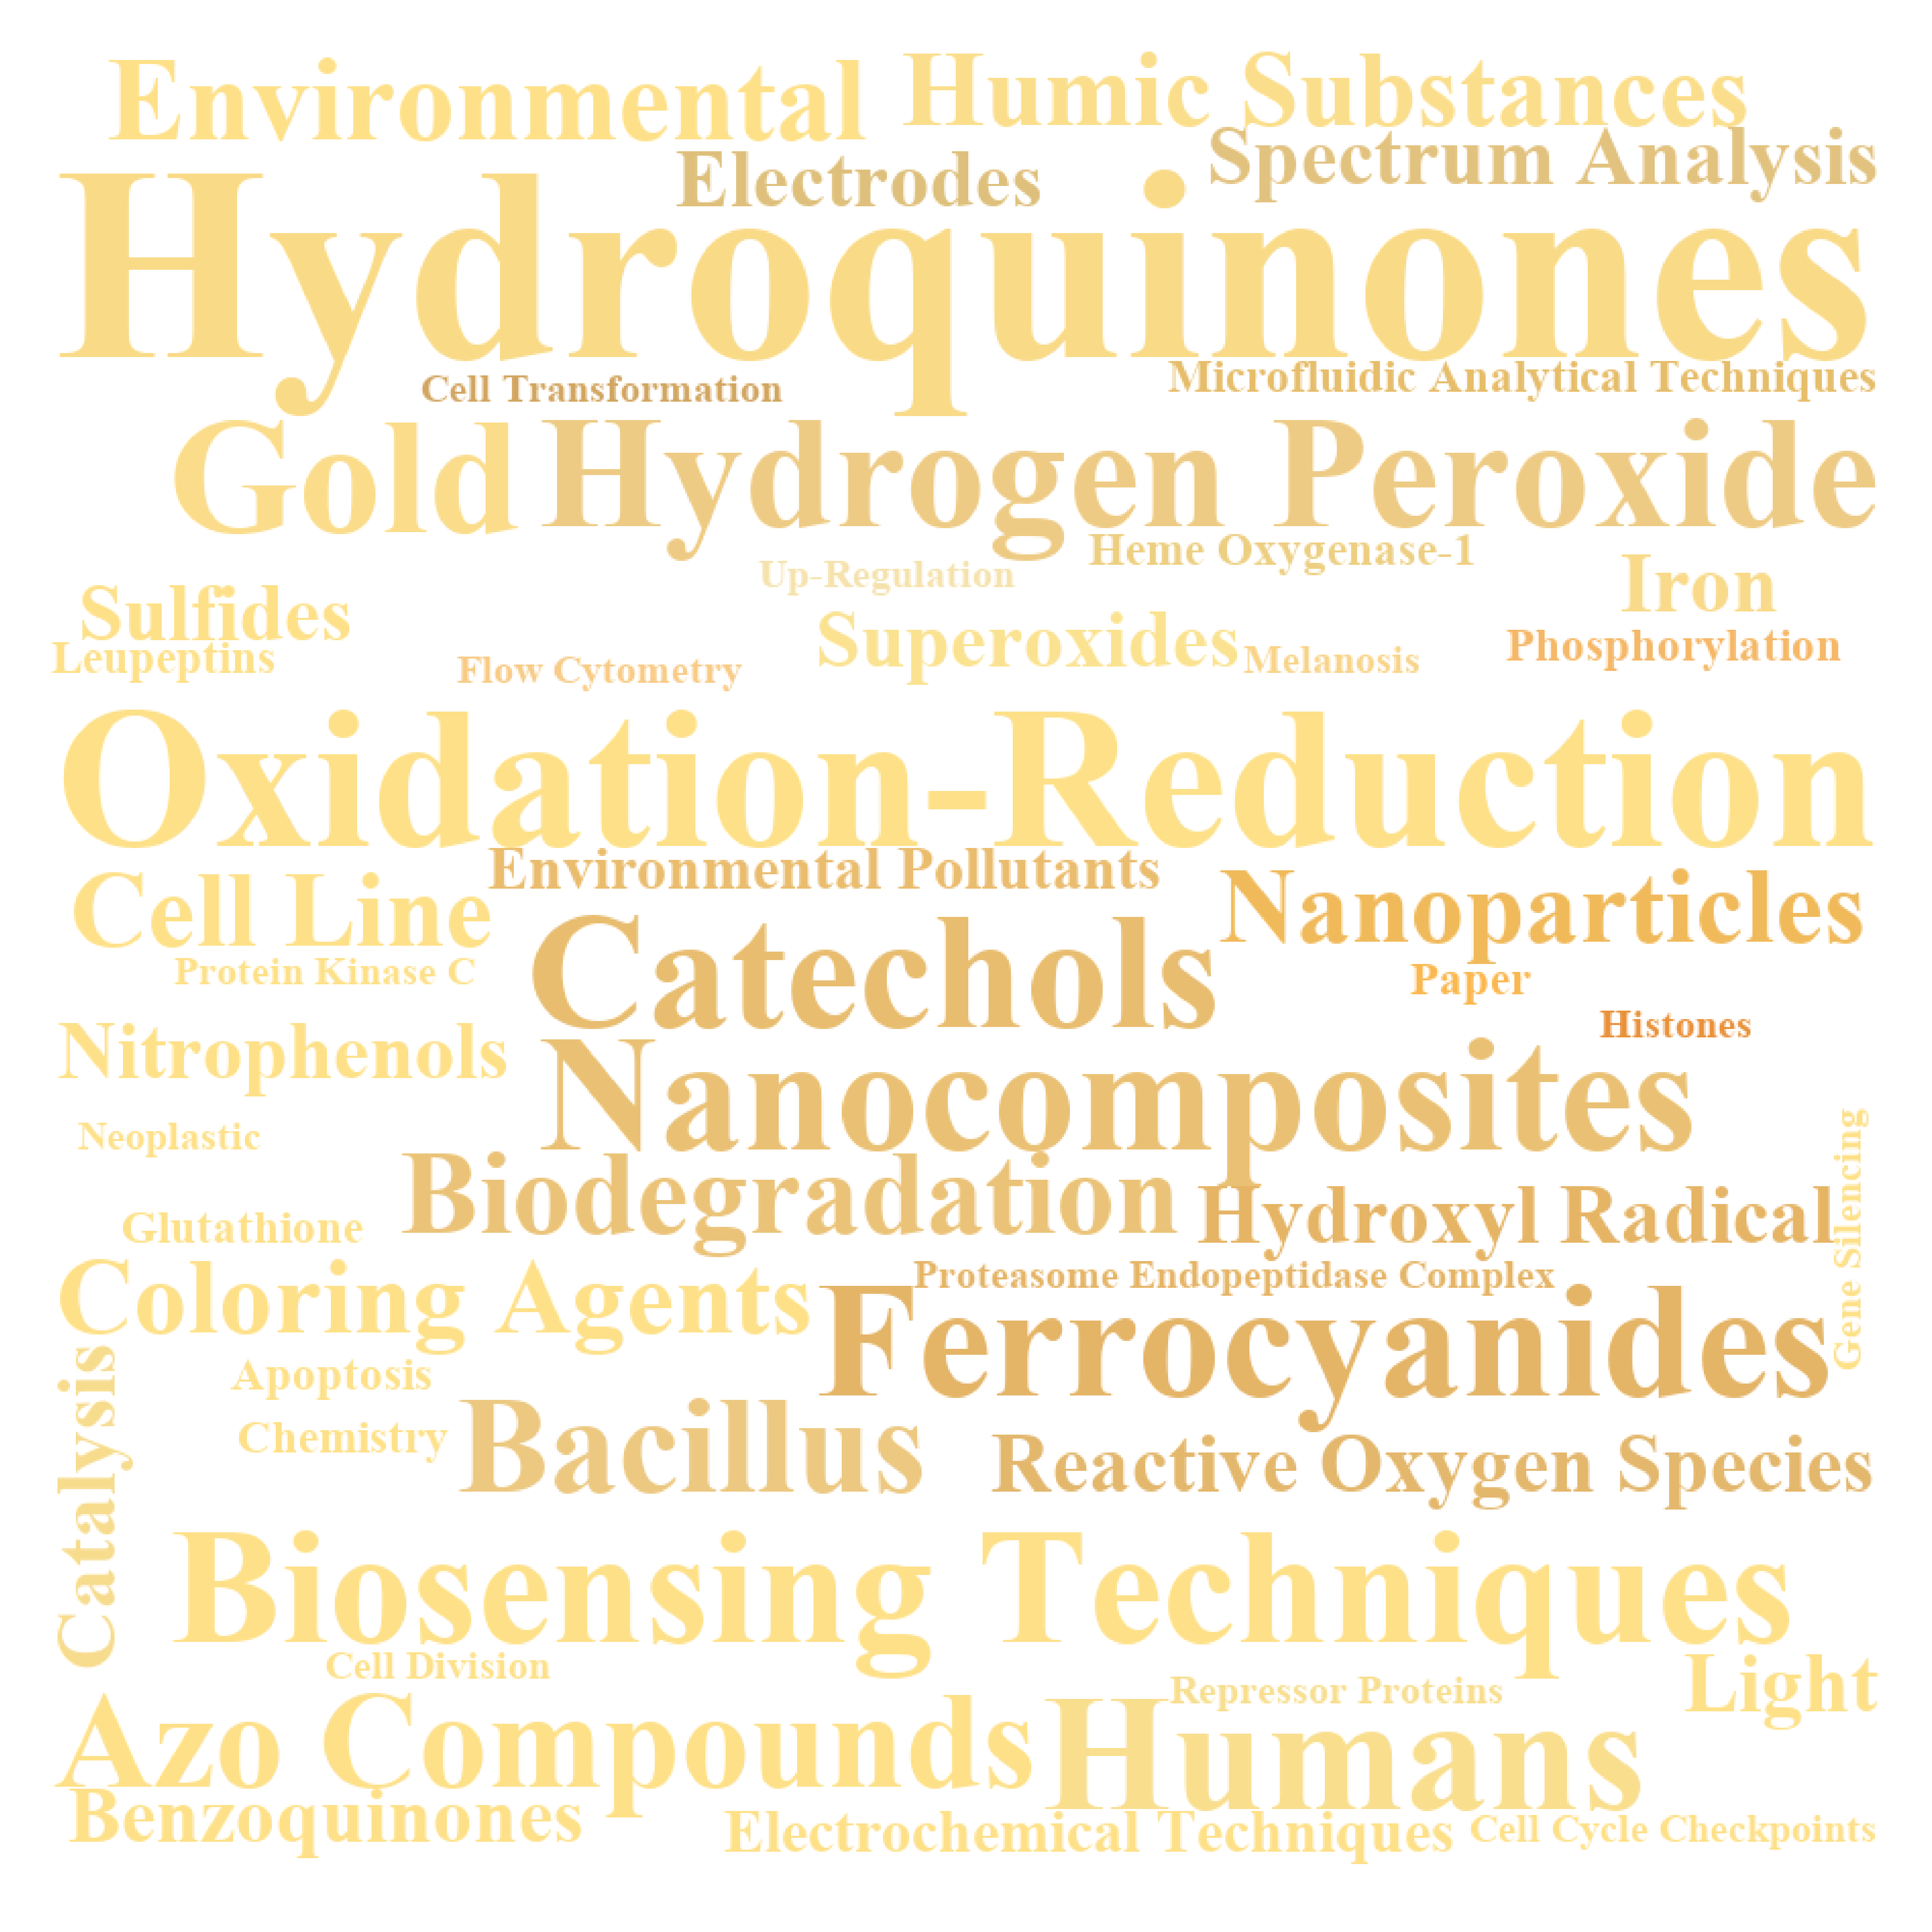 Environmental
Humic Substances
Electrodes
Spectrum Analysis
Hydroquinones
Cell Transformation
Microfluidic Analytical Techniques
Gold
Hydrogen Peroxide
Heme Oxygenase-1
Up-Regulation
Iron
Sulfides
Superoxides
Phosphorylation
Leupeptins
Flow Cytometry
Melanosis
Oxidation-Reduction
Environmental Pollutants
Cell Line
Nanoparticles
Protein Kinase C
Catechols
Paper
Histones
Nitrophenols
Nanocomposites
Neoplastic
Biodegradation
Glutathione
Hydroxyl Radical
Gene Silencing
Coloring Agents
Proteasome Endopeptidase Complex
Ferrocyanides
Apoptosis
Chemistry
Bacillus
Reactive Oxygen Species
Catalysis
Biosensing Techniques
Cell Division
Repressor Proteins
Light
Azo Compounds
Humans
Benzoquinones
Electrochemical Techniques
Cell Cycle Checkpoints